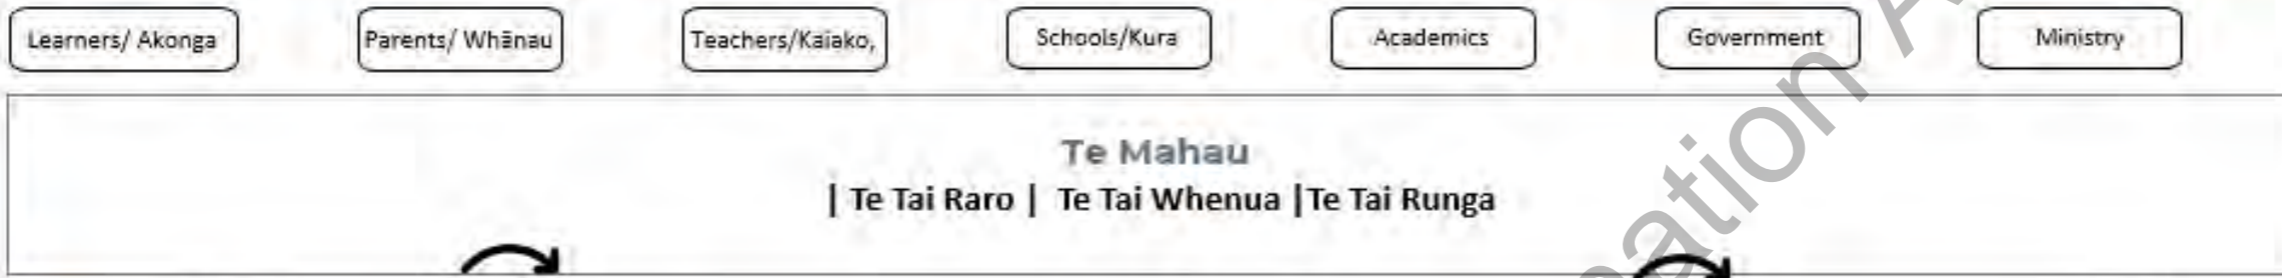 Learners/ Akonga
Parents/ Whānau
Teachers/Kaiako,
Schools/Kura
Academics
Government
Ministry
Te Mahau
| Te Tai Raro | Te Tai Whenua |Te Tai Runga